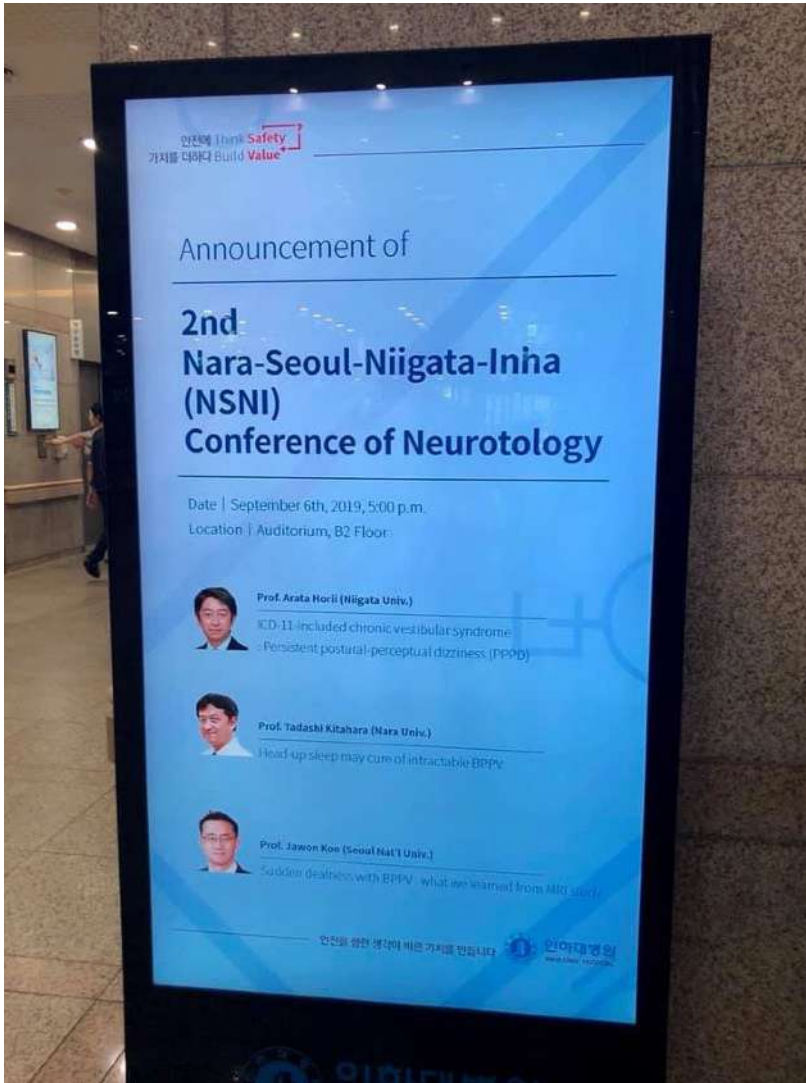 안전에 Think Safety
가치를 더하다 Build Value
Announcement of
2nd
Nara-Seoul-Niigata-Inha
(NSNI)
Conference of Neurotology
Date | September 6th, 2019, 5:00 p.m.
Location | Auditorium, B2 Floor
Prof. Arata Horii (Niigata Univ.)
ICD-11-included chronic vestibular syndrome
: Persistent postural-perceptual dizziness (PPPD)
Prof. Tadashi Kitahara (Nara Univ.)
Head-up sleep may cure of intractable BPPV
Prof. Jawon Koo (Seoul Nat'l Univ.)
Sudden deafness with BPPV : what we learned from MRI study
안전을 향한 생각이 바른 가치를 만듭니다
인하대병원